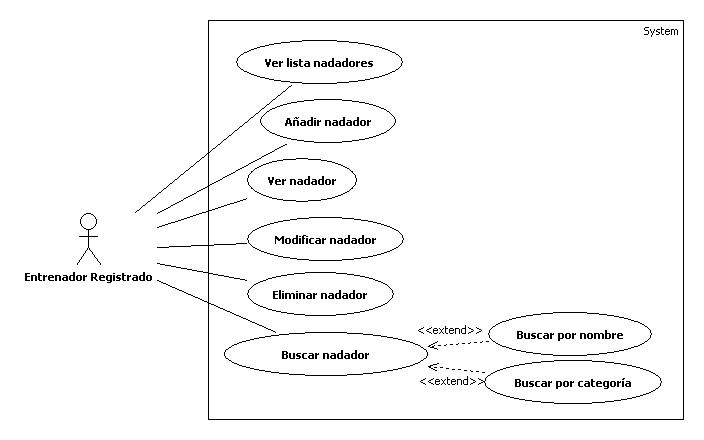 System
Ver lista nadadores
Añadir nadador
Ver nadador
Modificar nadador
Entrenador Registrado
Eliminar nadador
<<extend>>
Buscar por nombre
Buscar nadador
<<extend>>
Buscar por categoría